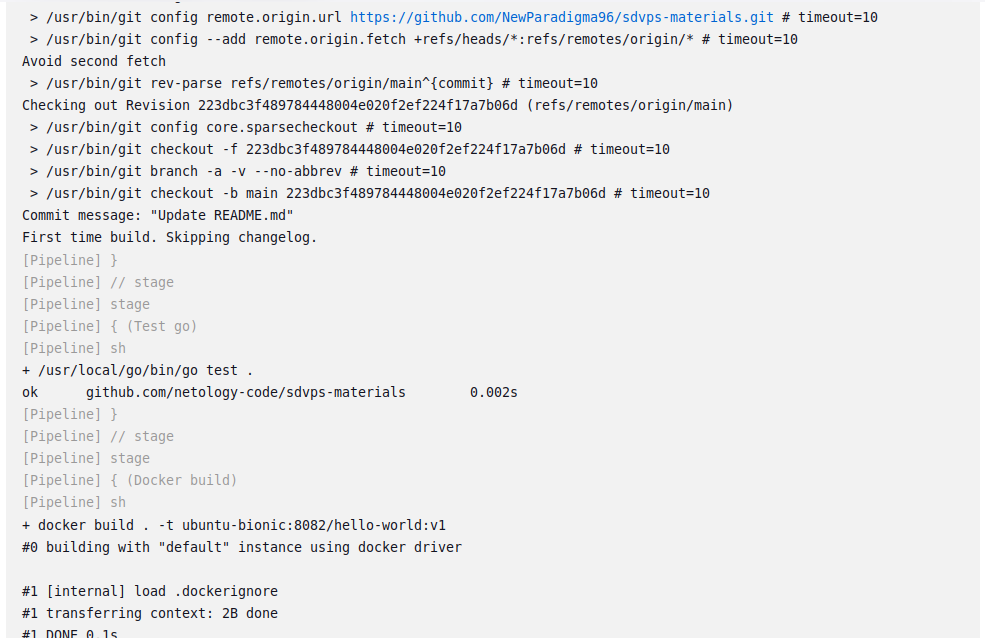 > /usr/bin/git config remote.origin.url https://github.com/NewParadigma96/sdvps-materials.git # timeout=10
> /usr/bin/git config --add remote.origin.fetch +refs/heads/*:refs/remotes/origin/* # timeout=10
Avoid second fetch
> /usr/bin/git rev-parse refs/remotes/origin/main^{commit} # timeout=10
Checking out Revision 223dbc3f489784448004e020f2ef224f17a7b06d (refs/remotes/origin/main)
> /usr/bin/git config core.sparsecheckout # timeout=10
> /usr/bin/git checkout -f 223dbc3f489784448004e020f2ef224f17a7b06d # timeout=10
> /usr/bin/git branch -a -v --no-abbrev # timeout=10
> /usr/bin/git checkout -b main 223dbc3f489784448004e020f2ef224f17a7b06d # timeout=10
Commit message: "Update README.md"
First time build. Skipping changelog.
[Pipeline] }
[Pipeline] // stage
[Pipeline] stage
[Pipeline] { (Test go)
[Pipeline] sh
+ /usr/local/go/bin/go test .
ok github.com/netology-code/sdvps-materials 0.002s
[Pipeline] }
[Pipeline] // stage
[Pipeline] stage
[Pipeline] { (Docker build)
[Pipeline] sh
+ docker build . -t ubuntu-bionic:8082/hello-world:v1
#0 building with "default" instance using docker driver
#1 [internal] load .dockerignore
#1 transferring context: 2B done
#1 DONE 0.1s